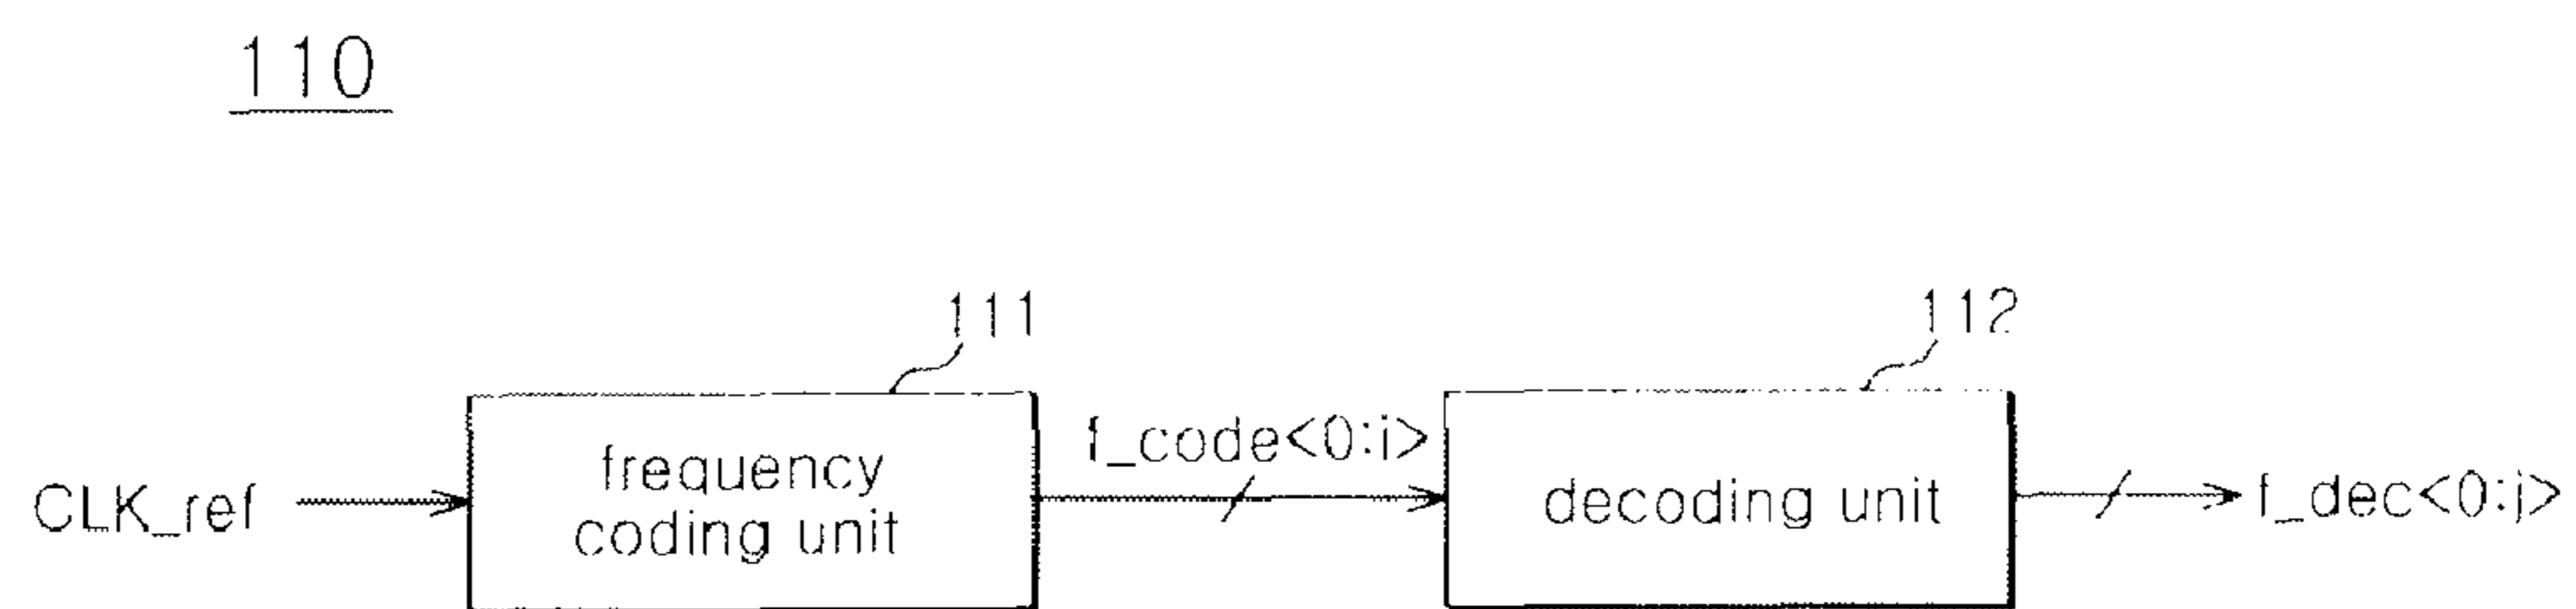 110
111
112
CLK_ref
frequency
coding unit
f_code<0:i>
decoding unit
f_dec<0:j>